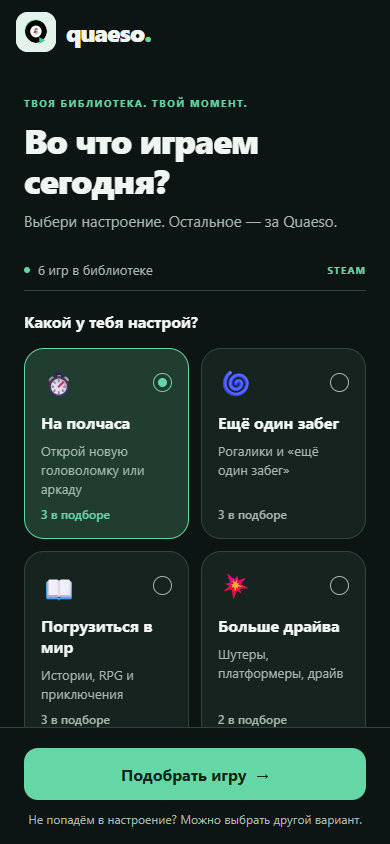 quaeso.
ТВОЯ БИБЛИОТЕКА. ТВОЙ МОМЕНТ.
Во что играем
сегодня?
Выбери настроение. Остальное — за Quaeso.
6 игр в библиотеке
STEAM
Какой у тебя настрой?
На полчаса
Открой новую
головоломку или
аркаду
3 в подборе
Ещё один забег
Рогалики и «ещё
один забег»
3 в подборе
Погрузиться в
мир
Истории, RPG и
приключения
3 в подборе
Больше драйва
Шутеры,
платформеры, драйв
2 в подборе
Подобрать игру →
Не попадём в настроение? Можно выбрать другой вариант.